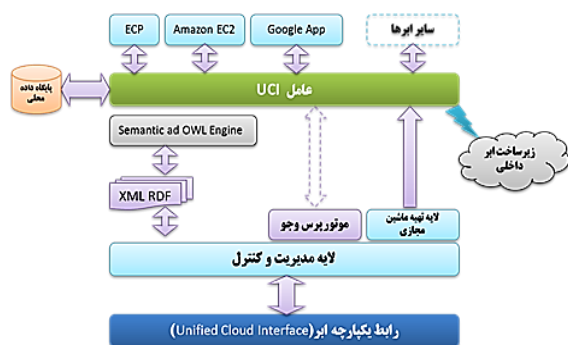 ECP
Amazon EC2
Google App
سایر ابرها
پایگاه داده
محلی
عامل UCI
Semantic ad OWL Engine
زیرساخت ابر
داخلی
XML RDF
موتور پرس وجو
لایه تهیه ماشین
مجازی
لایه مدیریت و کنترل
رابط یکپارچه ابر(Unified Cloud Interface)